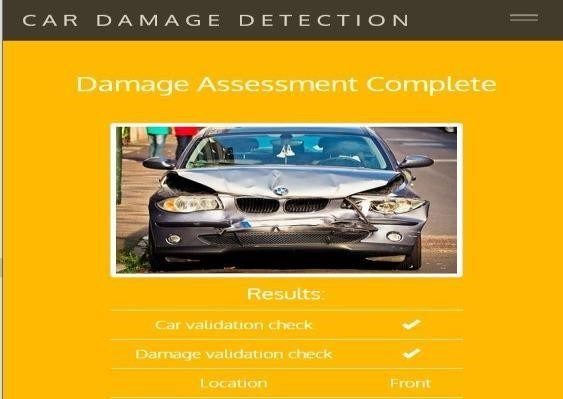 CAR DAMAGE DETECTION
Damage Assessment Complete
Results:
Car validation check ✓
Damage validation check ✓
Location Front